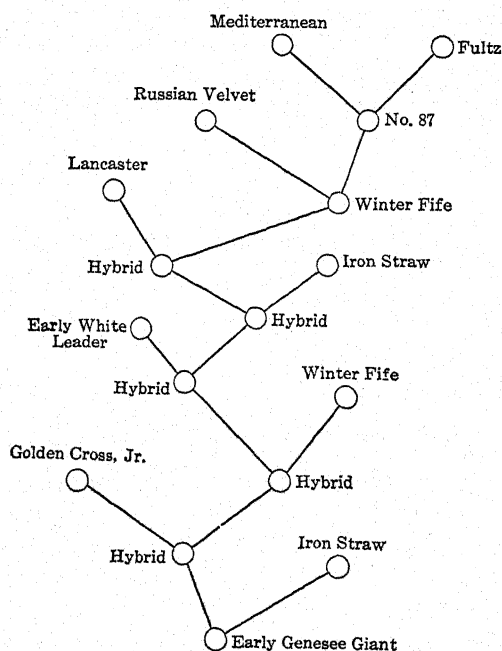 Mediterranean
Fultz
Russian Velvet
No. 87
Lancaster
Winter Fife
Hybrid
Iron Straw
Early White
Leader
Hybrid
Hybrid
Winter Fife
Golden Cross, Jr.
Hybrid
Hybrid
Iron Straw
Early Genesee Giant